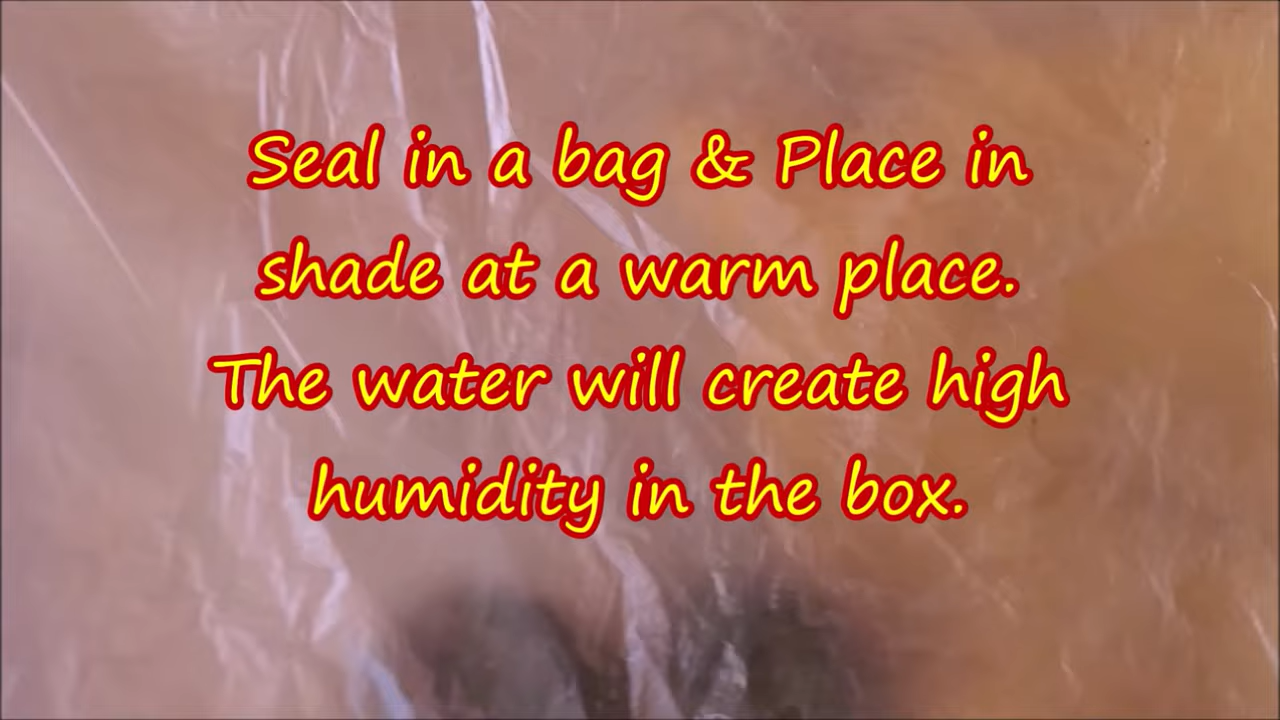 Seal in a bag & Place in
shade at a warm place.
The water will create high
humidity in the box.